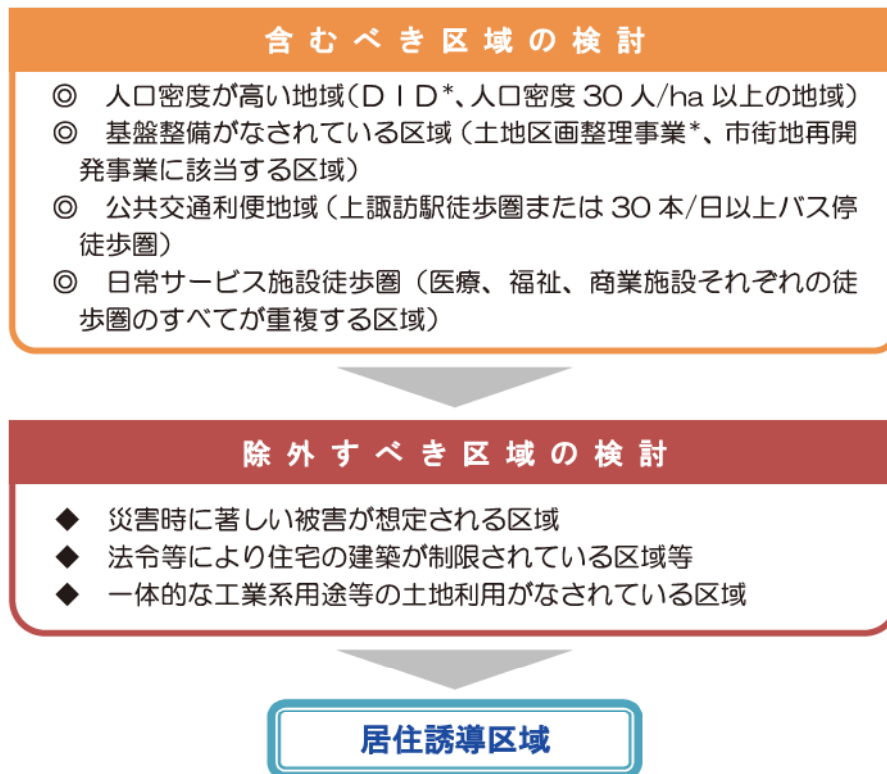 含むべき区域の検討
◎ 人口密度が高い地域（ＤＩＤ*、人口密度 30 人/ha 以上の地域）
◎ 基盤整備がなされている区域（土地区画整理事業*、市街地再開
発事業に該当する区域）
◎ 公共交通利便地域（上諏訪駅徒歩圏または 30 本/日以上バス停
徒歩圏）
◎ 日常サービス施設徒歩圏（医療、福祉、商業施設それぞれの徒
歩圏のすべてが重複する区域）
除外すべき区域の検討
◆ 災害時に著しい被害が想定される区域
◆ 法令等により住宅の建築が制限されている区域等
◆ 一体的な工業系用途等の土地利用がなされている区域
居住誘導区域